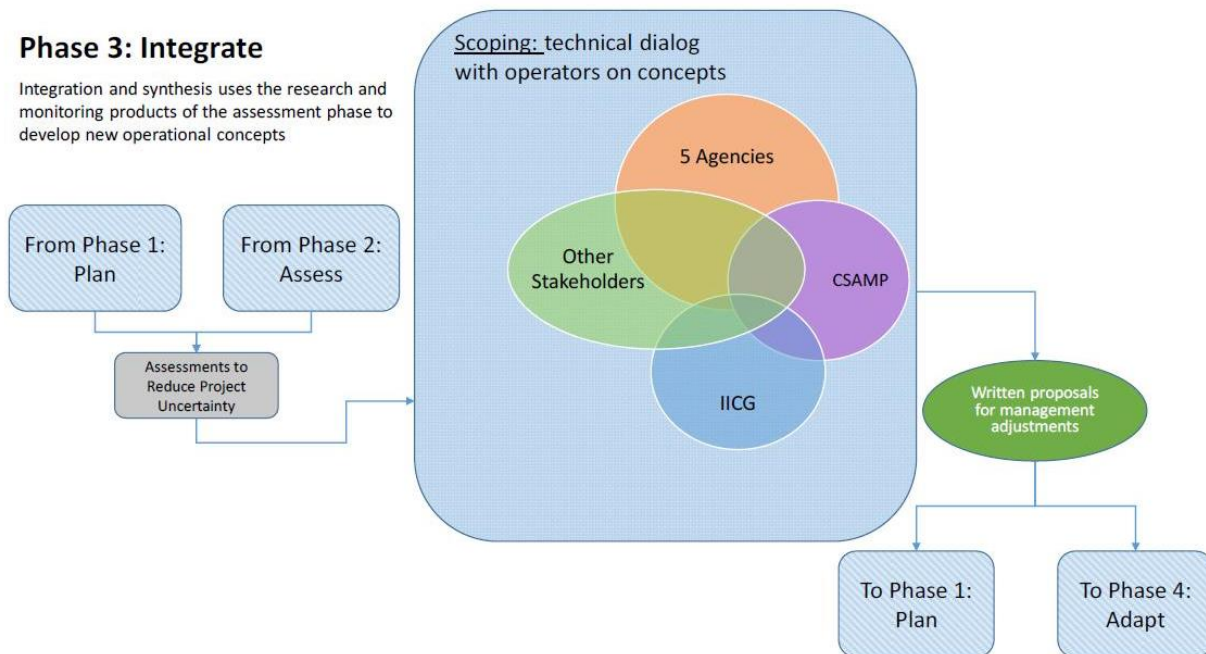 Phase 3: Integrate
Integration and synthesis uses the research and
monitoring products of the assessment phase to
develop new operational concepts
From Phase 1:
Plan
From Phase 2:
Assess
Assessments to
Reduce Project
Uncertainty
Scoping: technical dialog
with operators on concepts
5 Agencies
Other
Stakeholders
CSAMP
IICG
Written proposals
for management
adjustments
To Phase 1:
Plan
To Phase 4:
Adapt